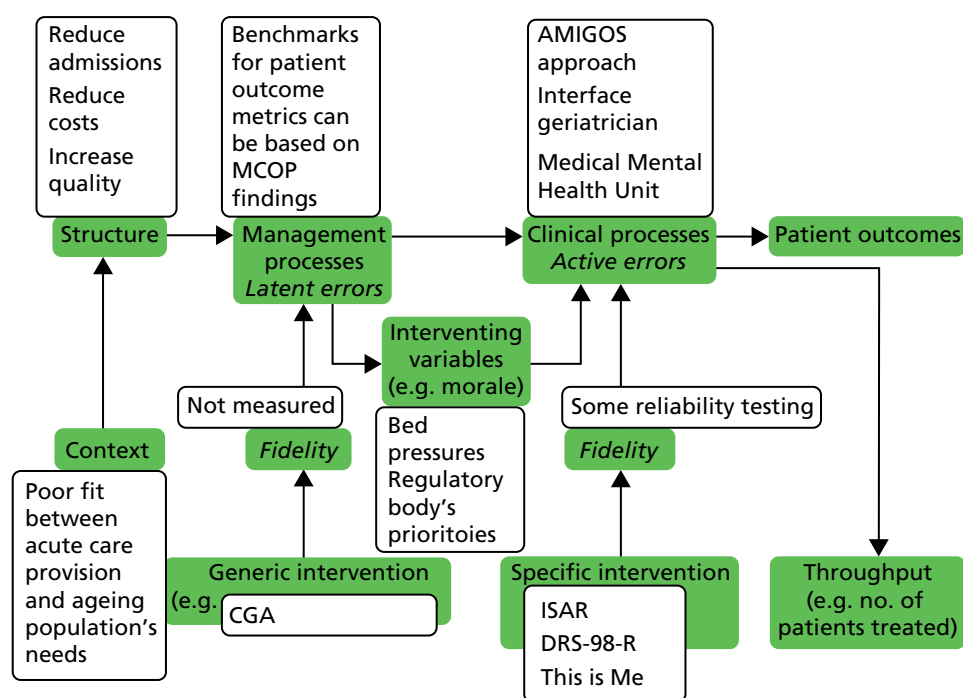 Reduce
admissions
Reduce
costs
Increase
quality
Structure
Benchmarks
for patient
outcome
metrics can
be based on
MCOP
findings
Management
processes
Latent errors
AMIGOS
approach
Interface
geriatrician
Medical Mental
Health Unit
Clinical processes
Active errors
Patient outcomes
Interventing
variables
(e.g. morale)
Bed
pressures
Regulatory
body’s
prioritoies
Not measured
Fidelity
Some reliability testing
Fidelity
Context
Poor fit
between
acute care
provision
and ageing
population’s
needs
Generic intervention
(e.g.
CGA
Specific intervention
ISAR
DRS-98-R
This is Me
Throughput
(e.g. no. of
patients treated)